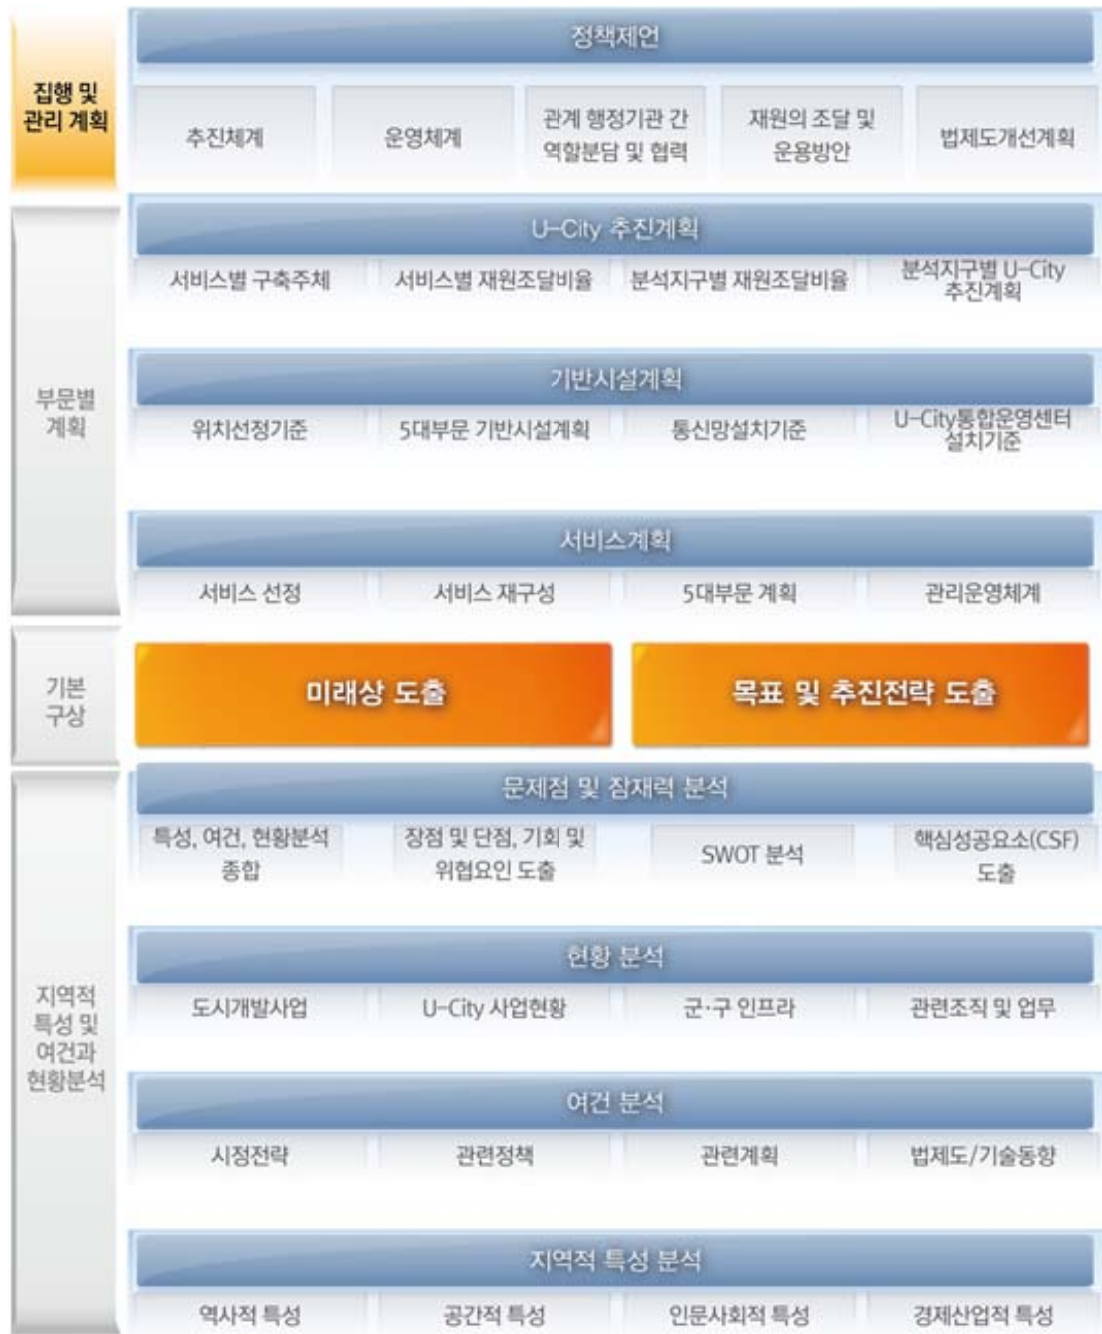 집행 및
관리 계획
정책제언
추진체계
운영체계
관계 행정기관 간
역할분담 및 협력
재원의 조달 및
운용방안
법제도개선계획
부문별
계획
U-City 추진계획
서비스별 구축주체
서비스별 재원조달비율
분석지구별 재원조달비율
분석지구별 U-City
추진계획
기반시설계획
위치선정기준
5대부문 기반시설계획
통신망설치기준
U-City통합운영센터
설치기준
서비스계획
서비스 선정
서비스 재구성
5대부문 계획
관리운영체계
기본
구상
미래상 도출
목표 및 추진전략 도출
지역적
특성 및
여건과
현황분석
문제점 및 잠재력 분석
특성, 여건, 현황분석
종합
장점 및 단점, 기회 및
위협요인 도출
SWOT 분석
핵심성공요소(CSF)
도출
현황 분석
도시개발사업
U-City 사업현황
군·구 인프라
관련조직 및 업무
여건 분석
시정전략
관련정책
관련계획
법제도/기술동향
지역적 특성 분석
역사적 특성
공간적 특성
인문사회적 특성
경제산업적 특성